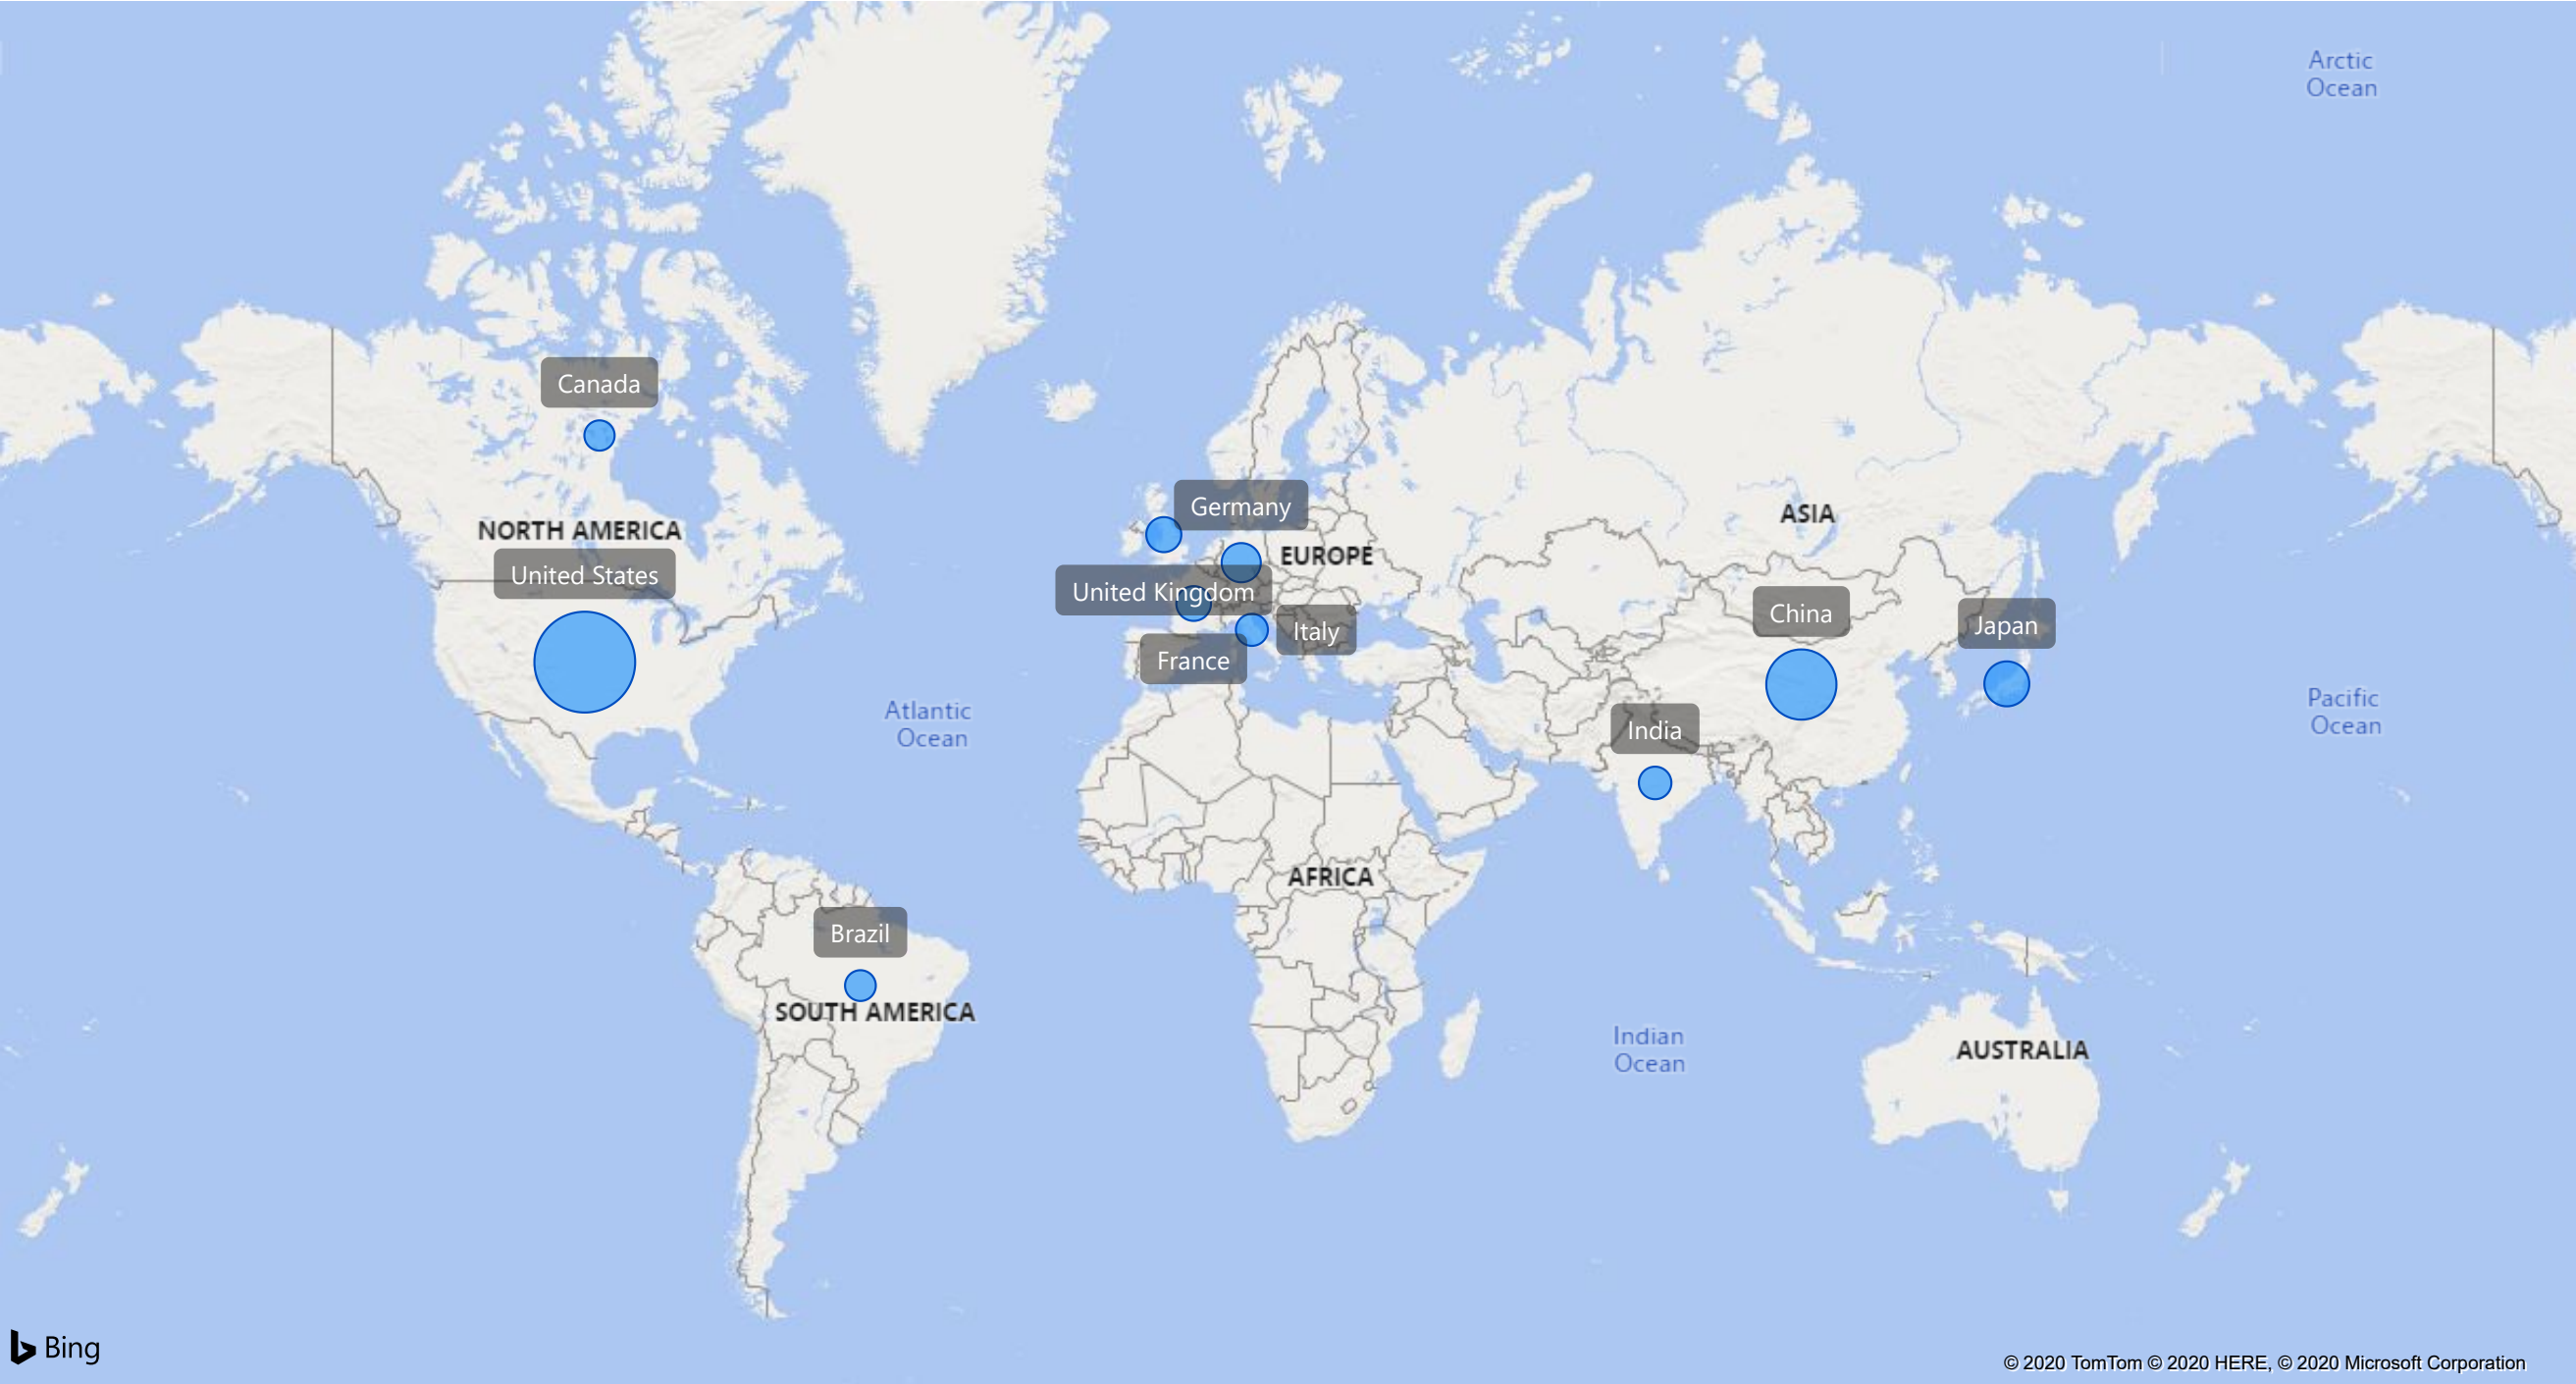 Arctic
Ocean
Canada
Germany
NORTH AMERICA
ASIA
EUROPE
United States
United Kingdom
China
Japan
Italy
France
Atlantic
Ocean
Pacific
Ocean
India
AFRICA
Brazil
SOUTH AMERICA
Indian
Ocean
AUSTRALIA
Bing
© 2020 TomTom © 2020 HERE, © 2020 Microsoft Corporation